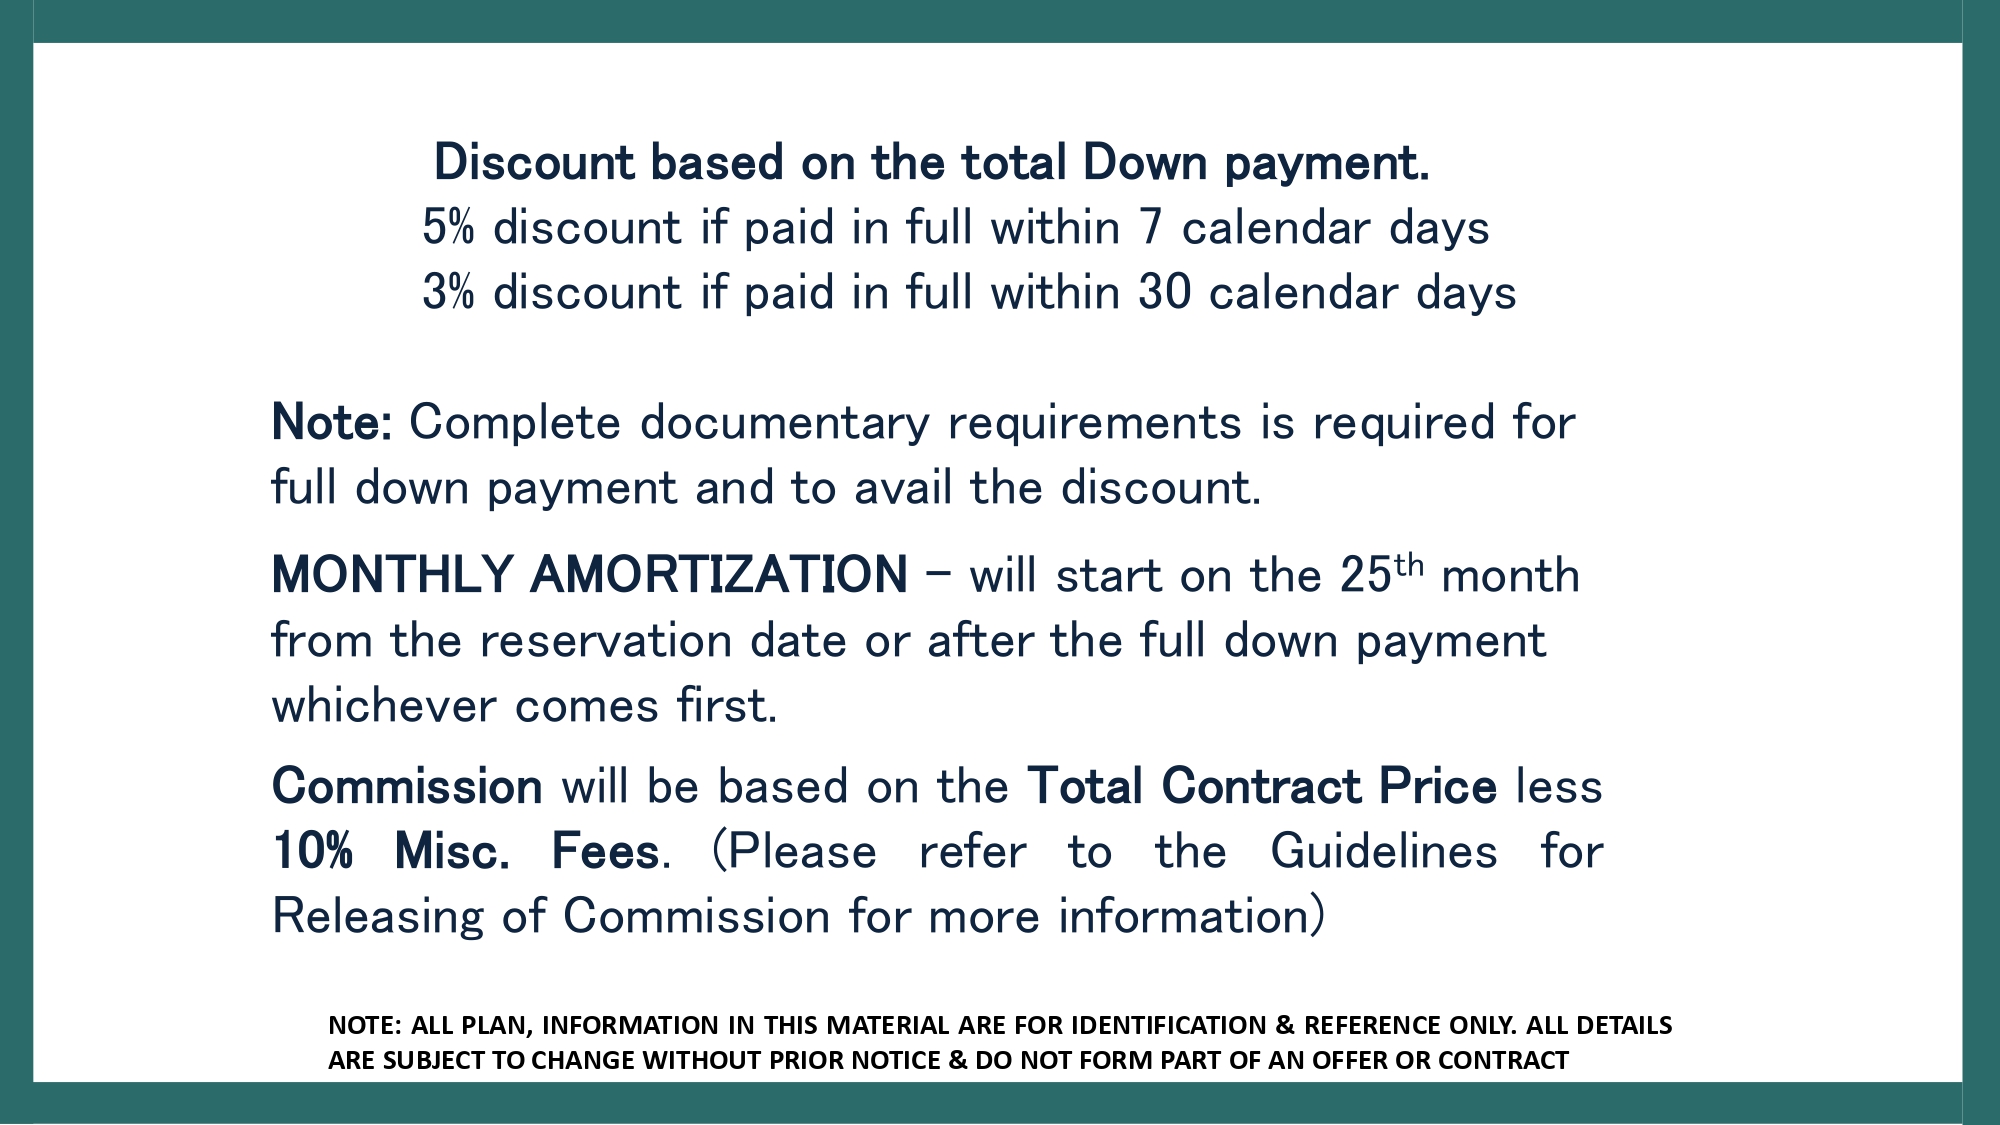 Discount based on the total Down payment.
5% discount if paid in full within 7 calendar days
3% discount if paid in full within 30 calendar days
Note: Complete documentary requirements is required for
full down payment and to avail the discount.
MONTHLY AMORTIZATION – will start on the 25th month
from the reservation date or after the full down payment
whichever comes first.
Commission will be based on the Total Contract Price less
10% Misc. Fees. (Please refer to the Guidelines for
Releasing of Commission for more information)
NOTE: ALL PLAN, INFORMATION IN THIS MATERIAL ARE FOR IDENTIFICATION & REFERENCE ONLY. ALL DETAILS
ARE SUBJECT TO CHANGE WITHOUT PRIOR NOTICE & DO NOT FORM PART OF AN OFFER OR CONTRACT